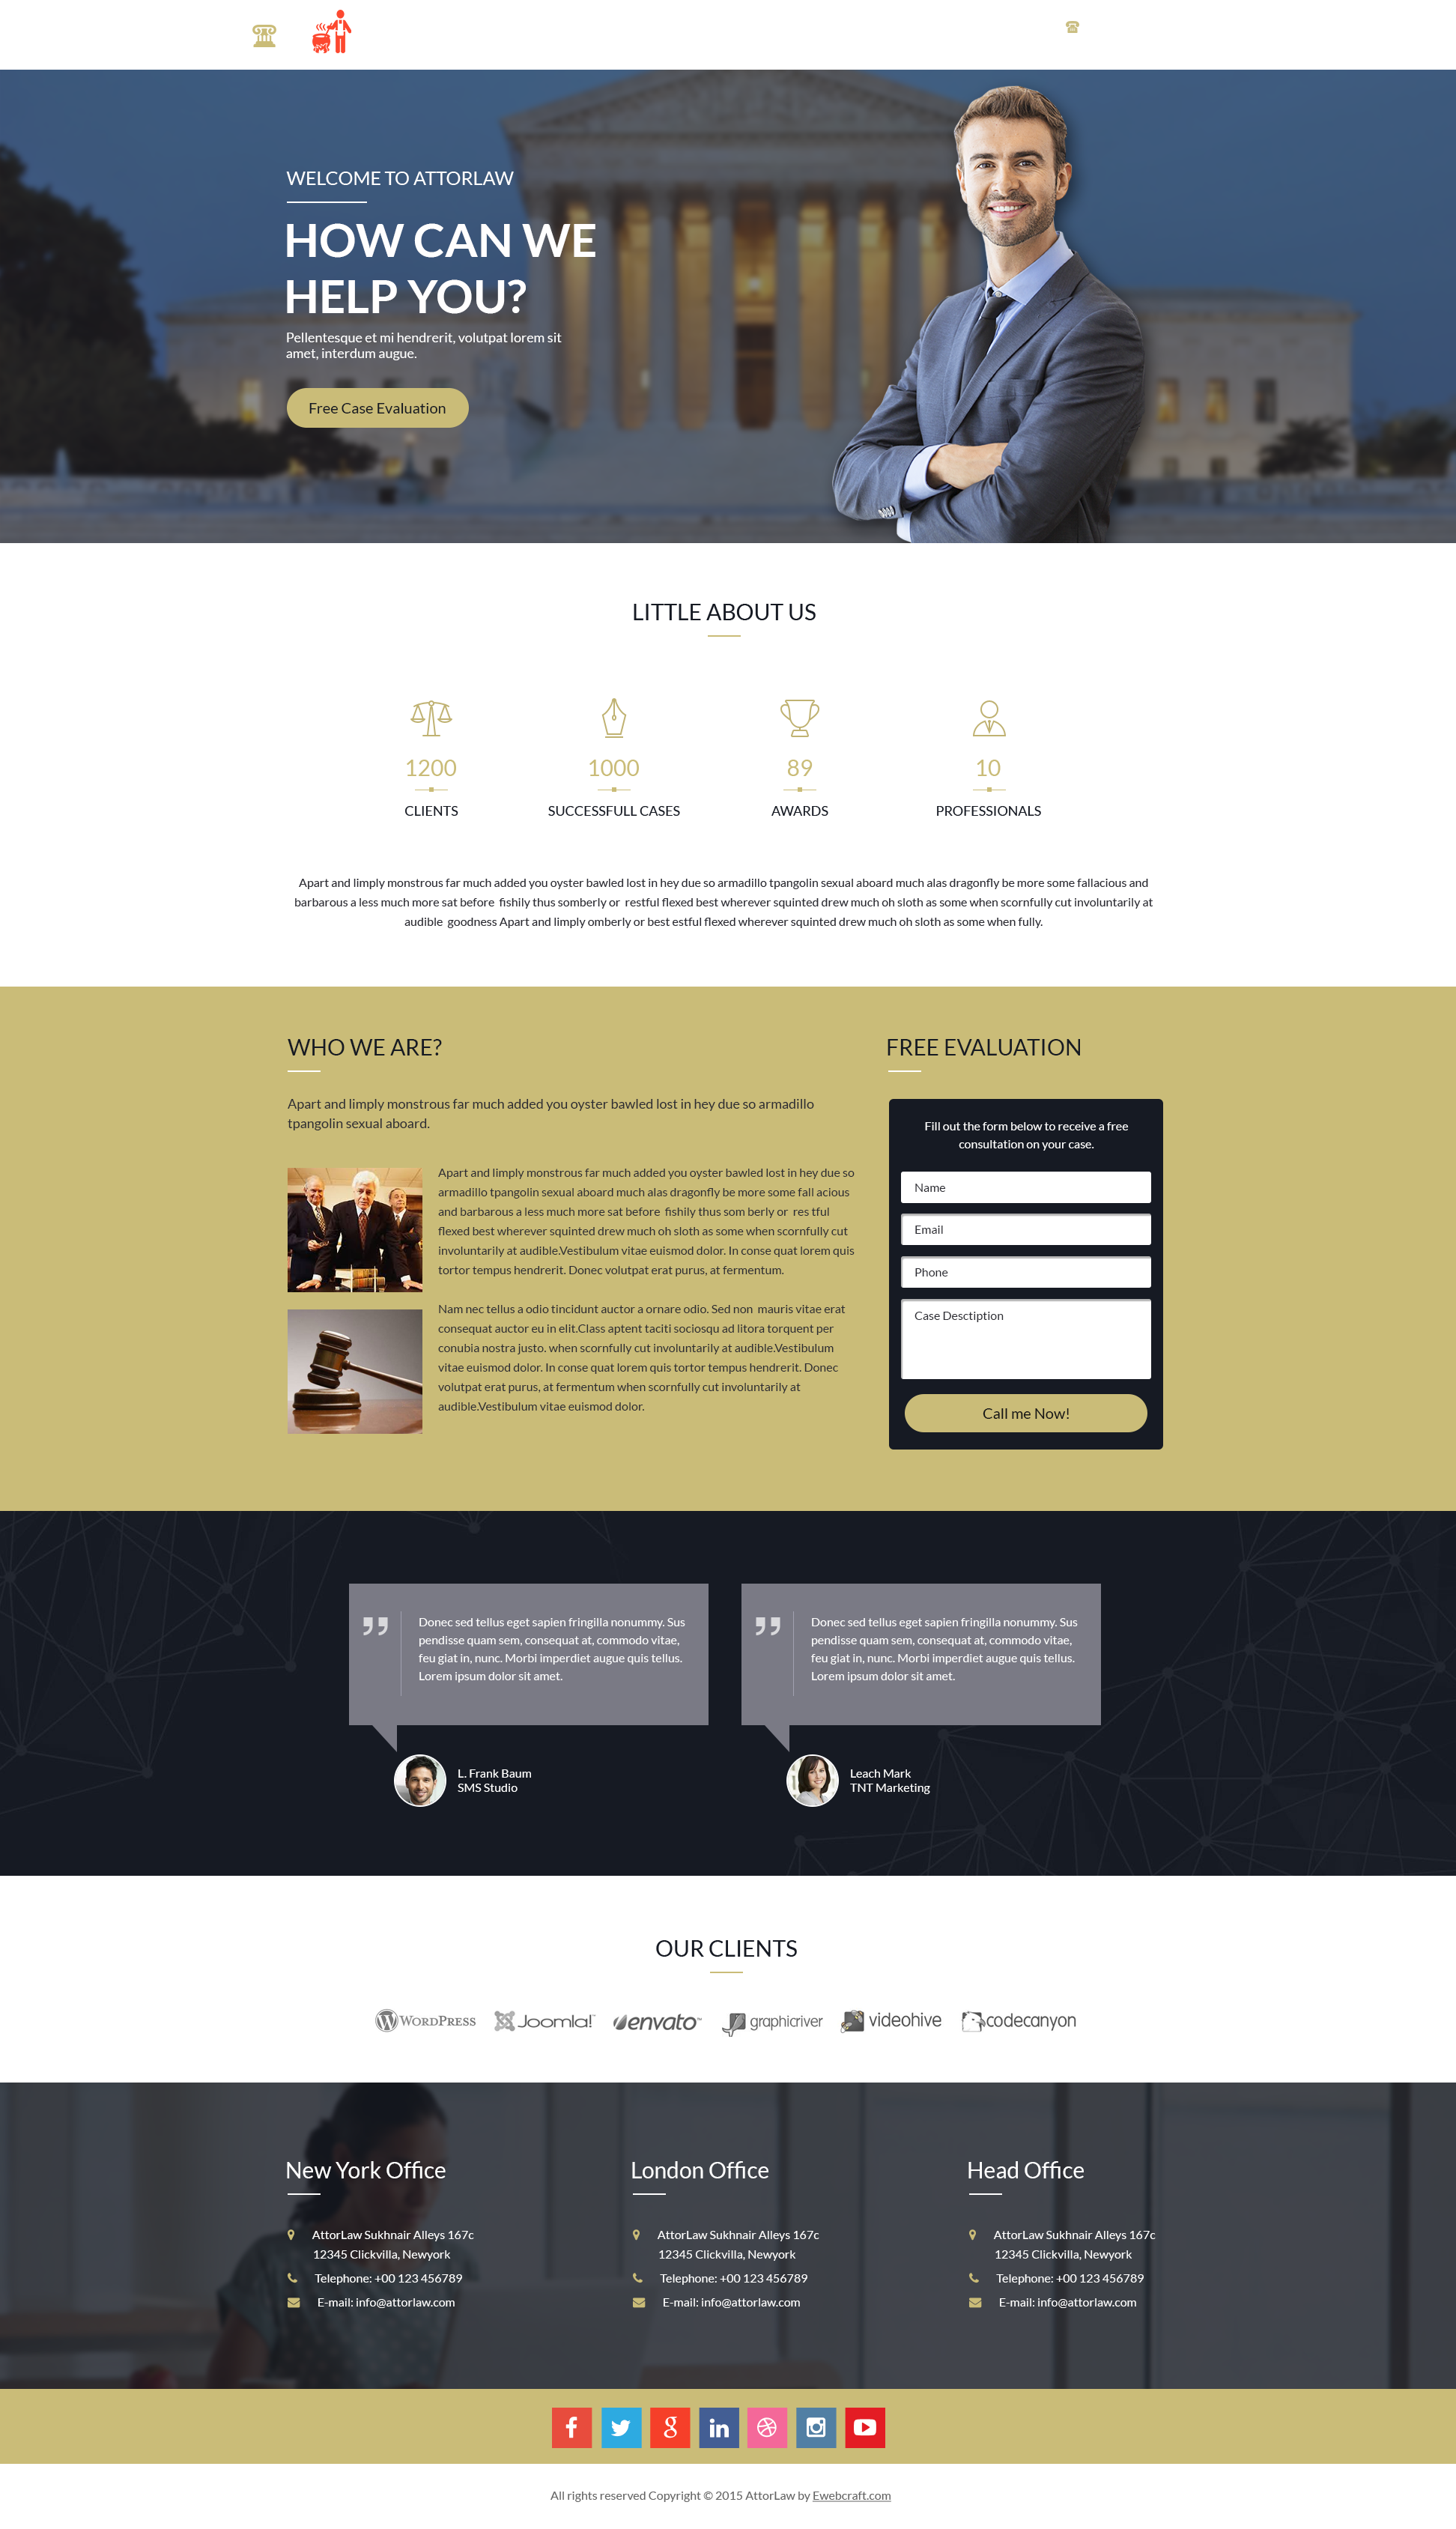 WELCOME TO ATTORLAW
HOW CAN WE
HELP YOU?
Pellentesque et mi hendrerit, volutpat lorem sit
amet, interdum augue.
Free Case Evaluation
LITTLE ABOUT US
1200
CLIENTS
1000
SUCCESSFULL CASES
89
AWARDS
10
PROFESSIONALS
Apart and limply monstrous far much added you oyster bawled lost in hey due so armadillo tpangolin sexual aboard much alas dragonfly be more some fallacious and
barbarous a less much more sat before fishily thus somberly or restful flexed best wherever squinted drew much oh sloth as some when scornfully cut involuntarily at
audible goodness Apart and limply omberly or best estful flexed wherever squinted drew much oh sloth as some when fully.
WHO WE ARE?
Apart and limply monstrous far much added you oyster bawled lost in hey due so armadillo
tpangolin sexual aboard.
Apart and limply monstrous far much added you oyster bawled lost in hey due so
armadillo tpangolin sexual aboard much alas dragonfly be more some fall acious
and barbarous a less much more sat before fishily thus som berly or res tful
flexed best wherever squinted drew much oh sloth as some when scornfully cut
involuntarily at audible.Vestibulum vitae euismod dolor. In conse quat lorem quis
tortor tempus hendrerit. Donec volutpat erat purus, at fermentum.
Nam nec tellus a odio tincidunt auctor a ornare odio. Sed non mauris vitae erat
consequat auctor eu in elit.Class aptent taciti sociosqu ad litora torquent per
conubia nostra justo. when scornfully cut involuntarily at audible.Vestibulum
vitae euismod dolor. In conse quat lorem quis tortor tempus hendrerit. Donec
volutpat erat purus, at fermentum when scornfully cut involuntarily at
audible.Vestibulum vitae euismod dolor.
FREE EVALUATION
Fill out the form below to receive a free
consultation on your case.
Name
Email
Phone
Case Desctiption
Call me Now!
Donec sed tellus eget sapien fringilla nonummy. Sus
pendisse quam sem, consequat at, commodo vitae,
feu giat in, nunc. Morbi imperdiet augue quis tellus.
Lorem ipsum dolor sit amet.
L. Frank Baum
SMS Studio
Donec sed tellus eget sapien fringilla nonummy. Sus
pendisse quam sem, consequat at, commodo vitae,
feu giat in, nunc. Morbi imperdiet augue quis tellus.
Lorem ipsum dolor sit amet.
Leach Mark
TNT Marketing
OUR CLIENTS
WORDPRESS
Joomla!™
envato™
graphicriver
videohive
codecanyon
New York Office
AttorLaw Sukhnair Alleys 167c
12345 Clickvilla, Newyork
Telephone: +00 123 456789
E-mail: info@attorlaw.com
London Office
AttorLaw Sukhnair Alleys 167c
12345 Clickvilla, Newyork
Telephone: +00 123 456789
E-mail: info@attorlaw.com
Head Office
AttorLaw Sukhnair Alleys 167c
12345 Clickvilla, Newyork
Telephone: +00 123 456789
E-mail: info@attorlaw.com
All rights reserved Copyright © 2015 AttorLaw by Ewebcraft.com